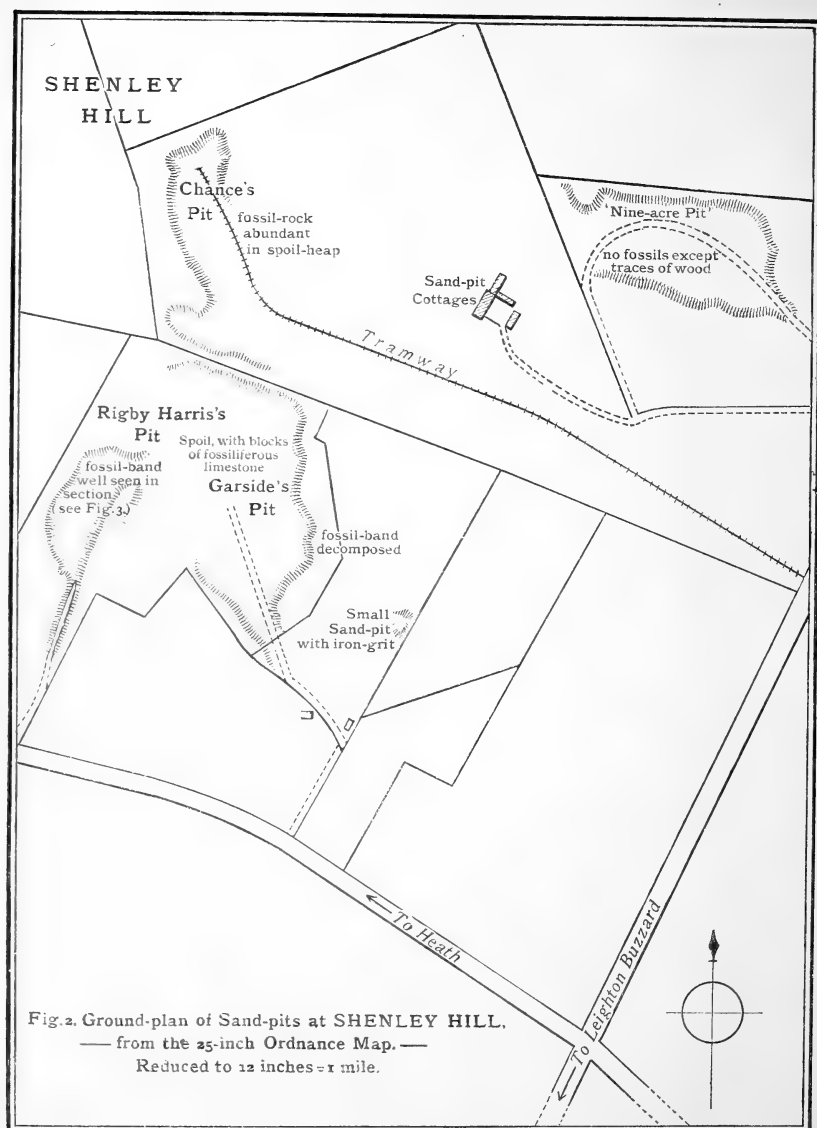 SHENLEY
HILL
Chance's
Pit
fossil-rock
abundant
in spoil-heap
'Nine-acre Pit'
no fossils except
traces of wood
Sand-pit
Cottages
Tramway
Rigby Harris's
Pit
fossil-band
well seen in
section
(see Fig. 3.)
Spoil, with blocks
of fossiliferous
limestone
Garside's
Pit
fossil-band
decomposed
Small
Sand-pit
with iron-grit
To Heath
To Leighton Buzzard
Fig. 2. Ground-plan of Sand-pits at SHENLEY HILL,
— from the 25-inch Ordnance Map. —
Reduced to 12 inches = 1 mile.